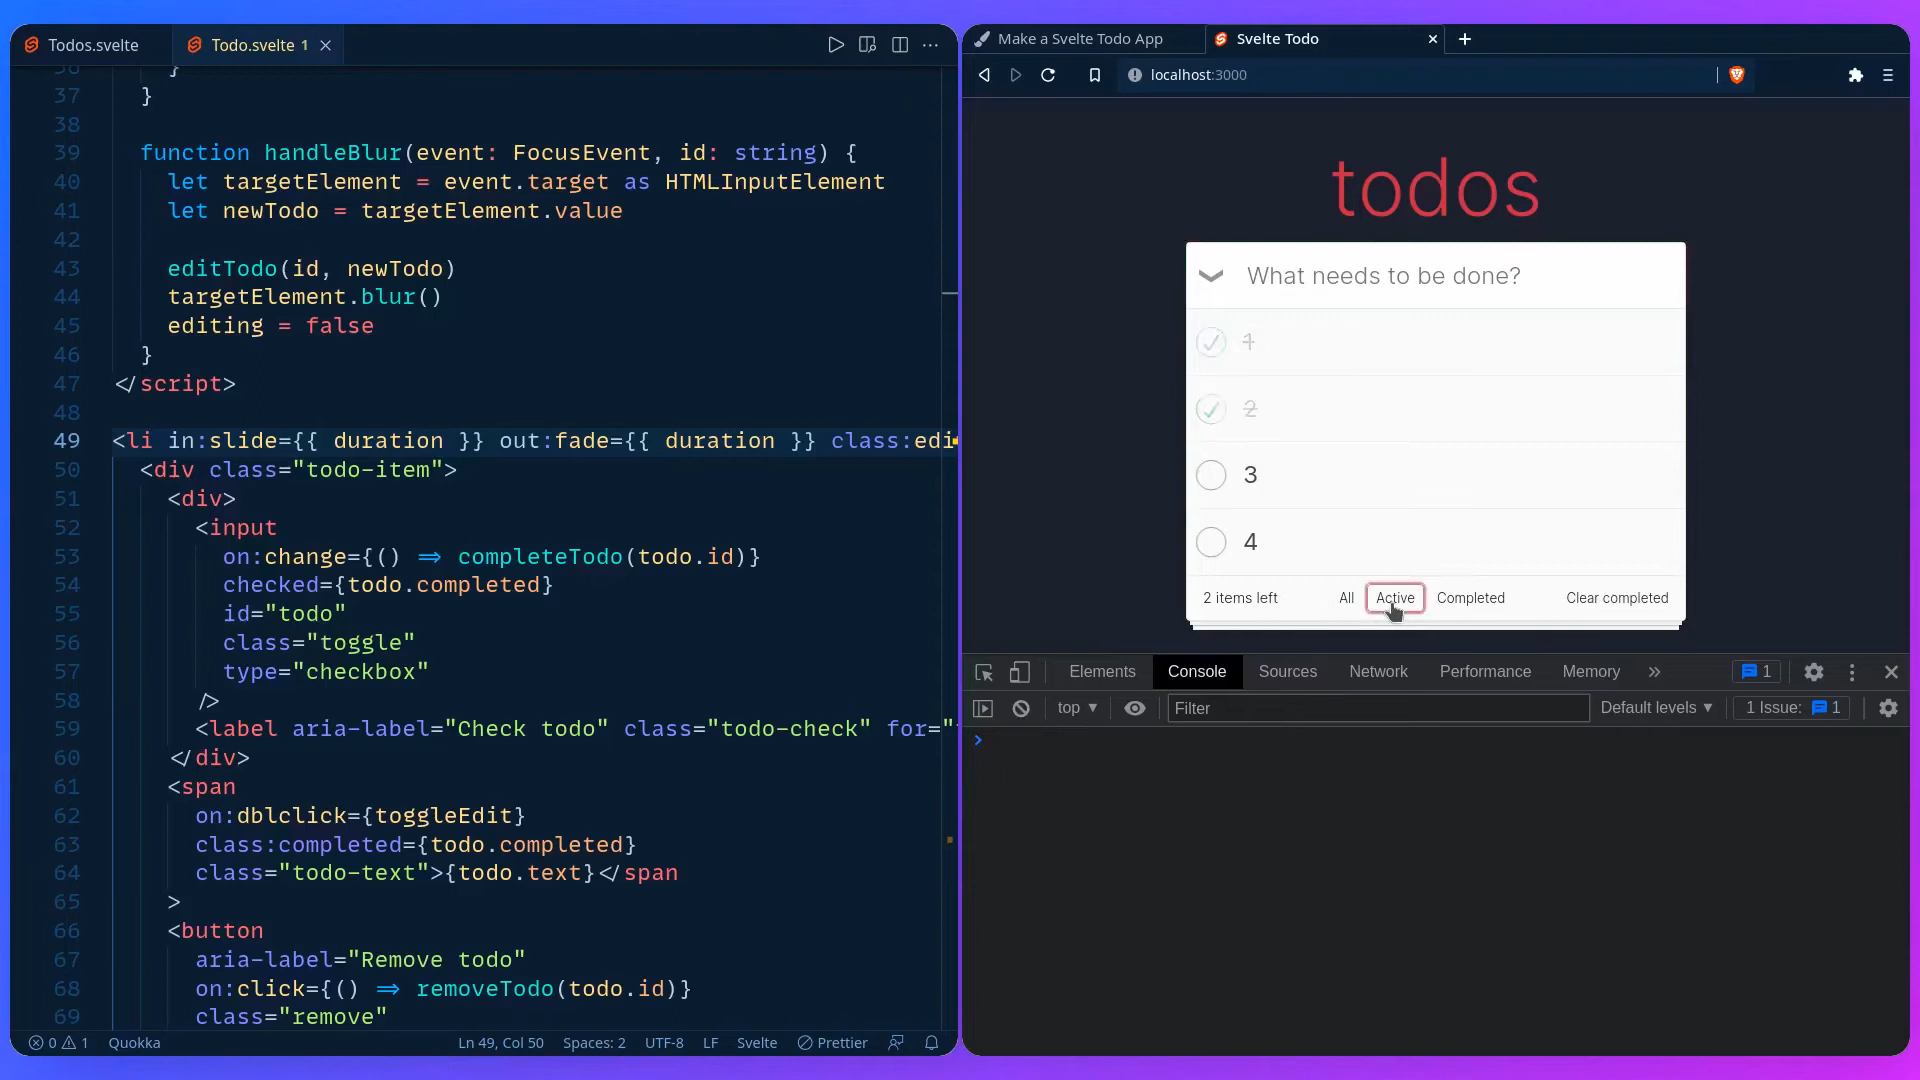 Todos.svelte
Todo.svelte 1
36 }
37 }
38
39 function handleBlur(event: FocusEvent, id: string) {
40 let targetElement = event.target as HTMLInputElement
41 let newTodo = targetElement.value
42
43 editTodo(id, newTodo)
44 targetElement.blur()
45 editing = false
46 }
47 </script>
48
49 <li in:slide={{ duration }} out:fade={{ duration }} class:edi
50 <div class="todo-item">
51 <div>
52 <input
53 on:change={() => completeTodo(todo.id)}
54 checked={todo.completed}
55 id="todo"
56 class="toggle"
57 type="checkbox"
58 />
59 <label aria-label="Check todo" class="todo-check" for="
60 </div>
61 <span
62 on:dblclick={toggleEdit}
63 class:completed={todo.completed}
64 class="todo-text">{todo.text}</span
65 >
66 <button
67 aria-label="Remove todo"
68 on:click={() => removeTodo(todo.id)}
69 class="remove"
0 1 Quokka Ln 49, Col 50 Spaces: 2 UTF-8 LF Svelte Prettier
Make a Svelte Todo App
Svelte Todo
localhost:3000
todos
What needs to be done?
1
2
3
4
2 items left All Active Completed Clear completed
Elements Console Sources Network Performance Memory » 1
top Filter Default levels 1 Issue: 1